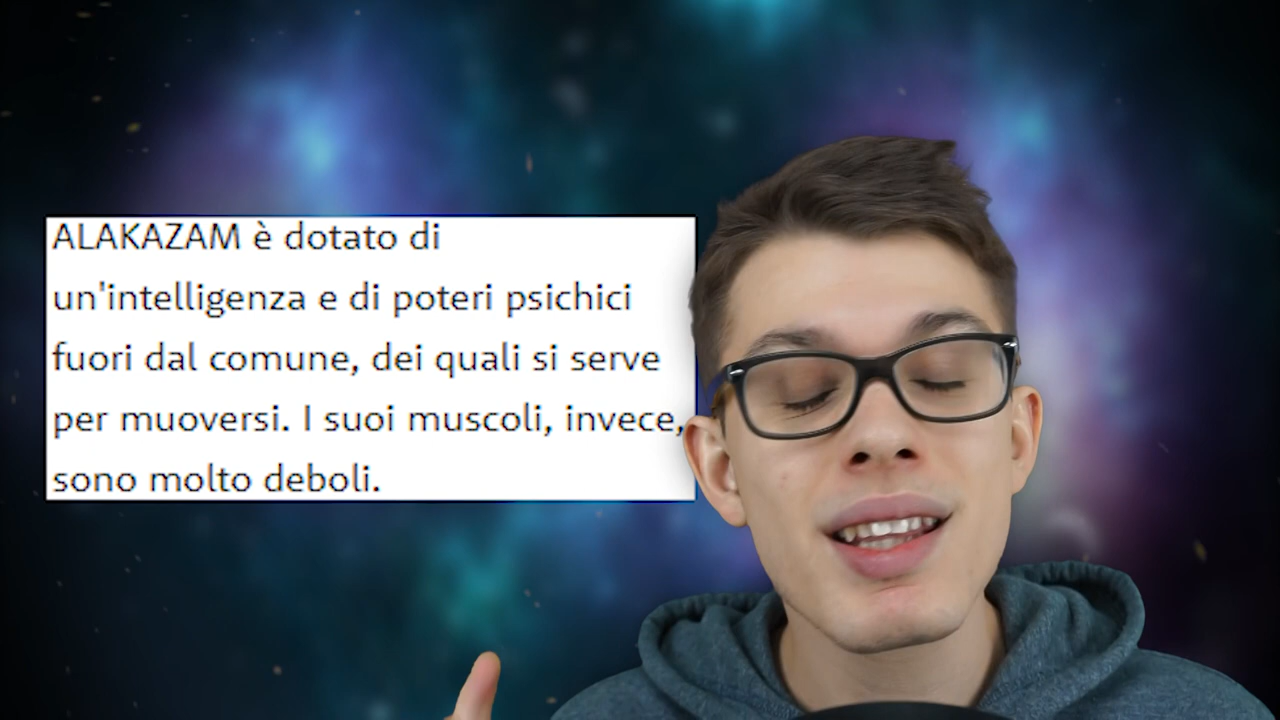 ALAKAZAM è dotato di
un'intelligenza e di poteri psichici
fuori dal comune, dei quali si serve
per muoversi. I suoi muscoli, invece,
sono molto deboli.